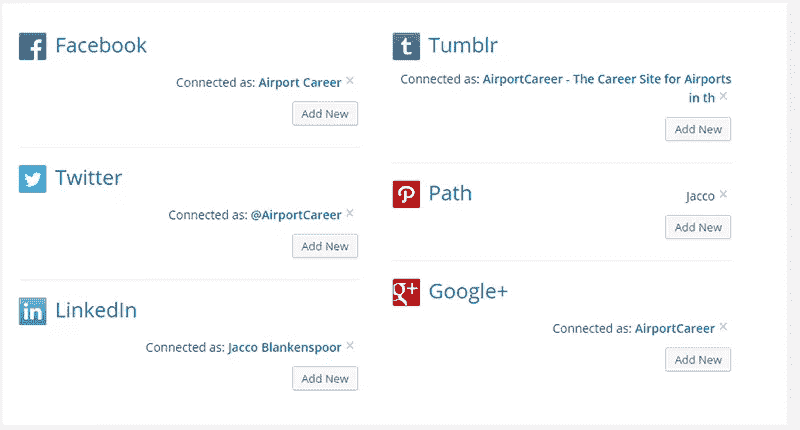 Facebook
Connected as: Airport Career ×
Add New
Twitter
Connected as: @AirportCareer ×
Add New
LinkedIn
Connected as: Jacco Blankenspoor ×
Add New
Tumblr
Connected as: AirportCareer - The Career Site for Airports
in th ×
Add New
Path
Jacco ×
Add New
Google+
Connected as: AirportCareer ×
Add New